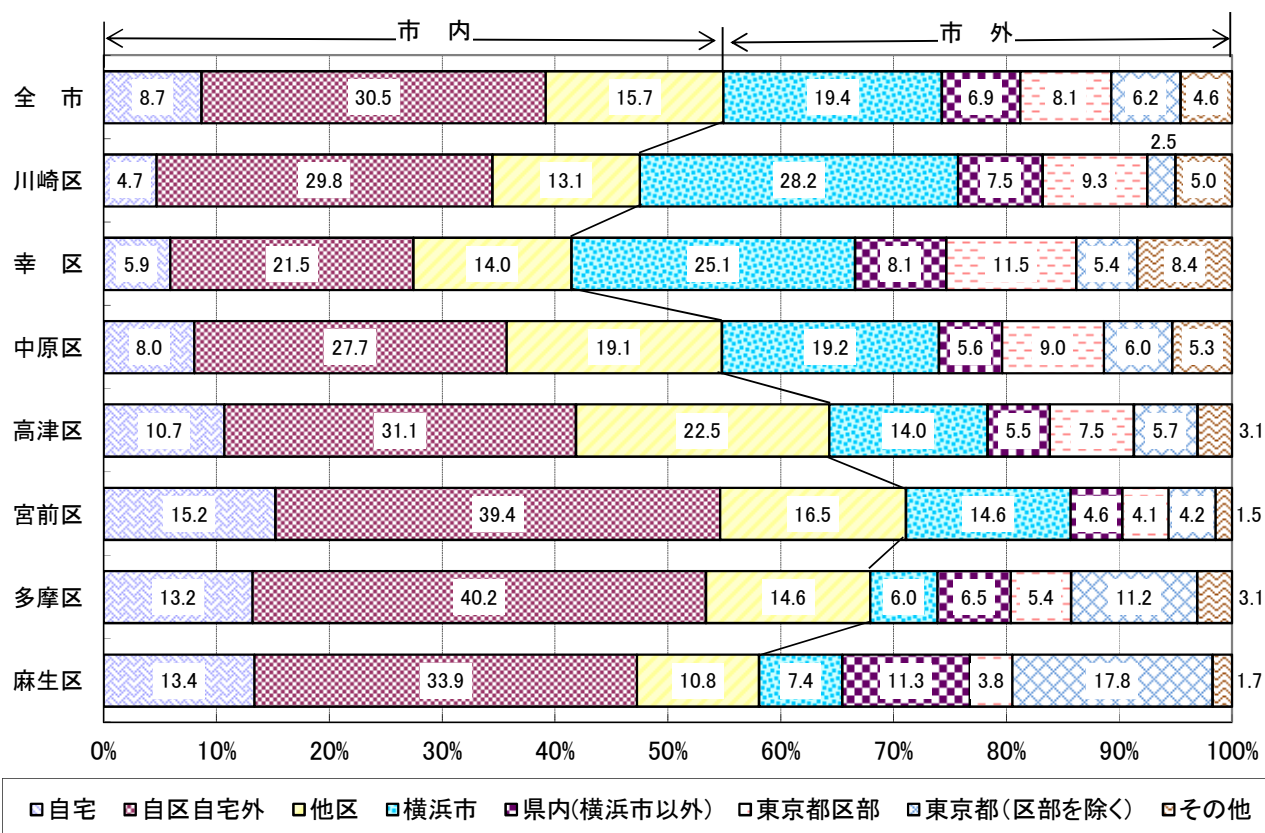 市　内　市　外
全　市 8.7 30.5 15.7 19.4 6.9 8.1 6.2 4.6
2.5
川崎区 4.7 29.8 13.1 28.2 7.5 9.3 5.0
幸　区 5.9 21.5 14.0 25.1 8.1 11.5 5.4 8.4
中原区 8.0 27.7 19.1 19.2 5.6 9.0 6.0 5.3
高津区 10.7 31.1 22.5 14.0 5.5 7.5 5.7 3.1
宮前区 15.2 39.4 16.5 14.6 4.6 4.1 4.2 1.5
多摩区 13.2 40.2 14.6 6.0 6.5 5.4 11.2 3.1
麻生区 13.4 33.9 10.8 7.4 11.3 3.8 17.8 1.7
0% 10% 20% 30% 40% 50% 60% 70% 80% 90% 100%
自宅 自区自宅外 他区 横浜市 県内(横浜市以外) 東京都区部 東京都(区部を除く) その他